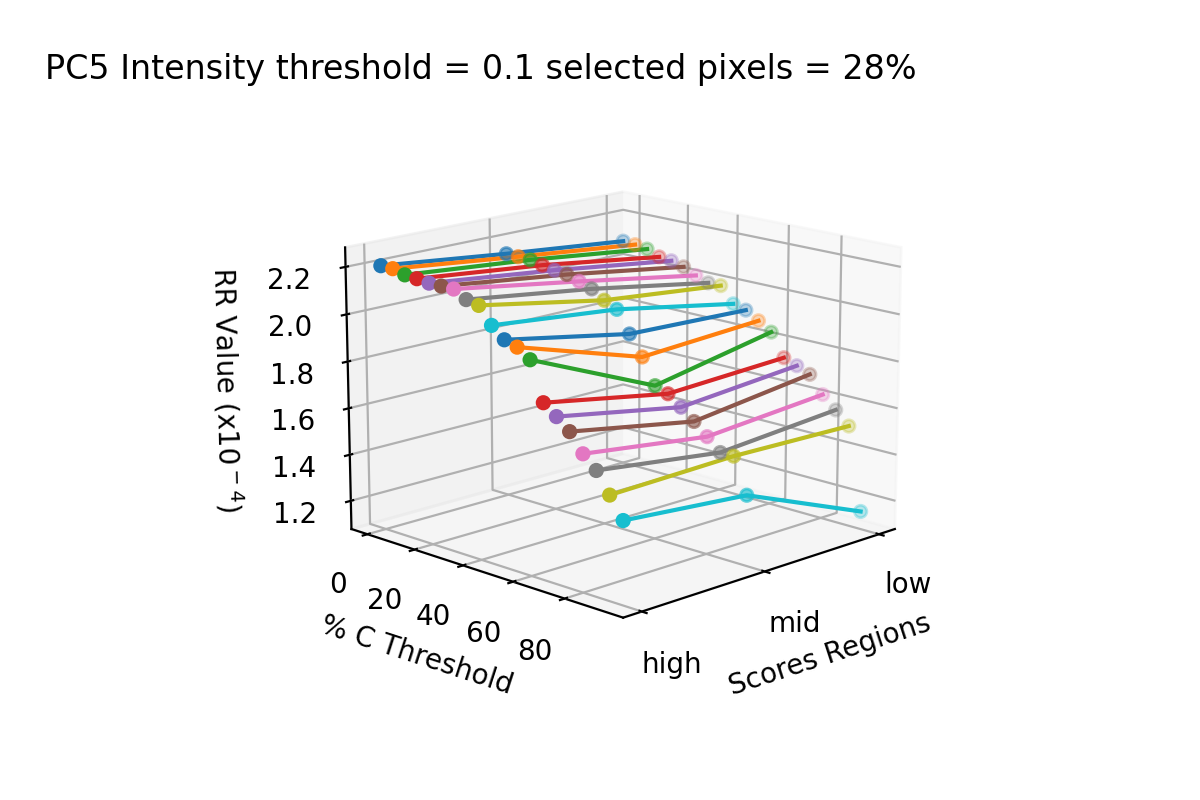 PC5 Intensity threshold = 0.1 selected pixels = 28%
RR Value (x10⁻⁴)
2.2
2.0
1.8
1.6
1.4
1.2
0
20
40
60
80
% C Threshold
high
mid
low
Scores Regions